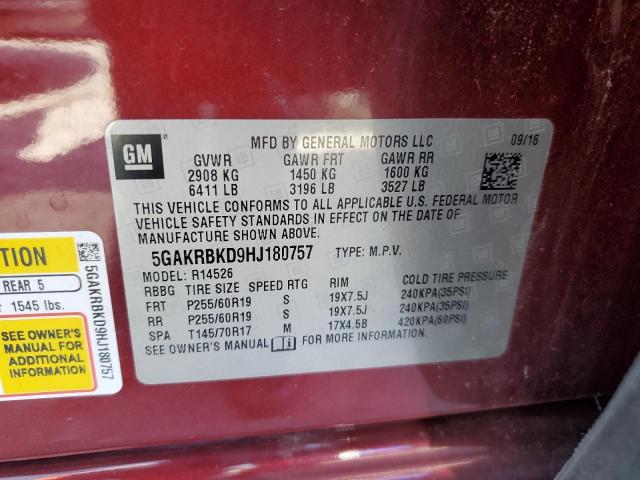 GM
MFD BY GENERAL MOTORS LLC 09/16
GVWR GAWR FRT GAWR RR
2908 KG 1450 KG 1600 KG
6411 LB 3196 LB 3527 LB
THIS VEHICLE CONFORMS TO ALL APPLICABLE U.S. FEDERAL MOTOR
VEHICLE SAFETY STANDARDS IN EFFECT ON THE DATE OF
MANUFACTURE SHOWN ABOVE.
5GAKRBKD9HJ180757 TYPE: M.P.V.
MODEL: R14526
RBBG TIRE SIZE SPEED RTG RIM COLD TIRE PRESSURE
FRT P255/60R19 S 19X7.5J 240KPA(35PSI)
RR P255/60R19 S 19X7.5J 240KPA(35PSI)
SPA T145/70R17 M 17X4.5B 420KPA(60PSI)
SEE OWNER'S MANUAL FOR MORE INFORMATION.
TION
REAR 5
1545 lbs.
SEE OWNER'S
MANUAL FOR
ADDITIONAL
INFORMATION
5GAKRBKD9HJ180757